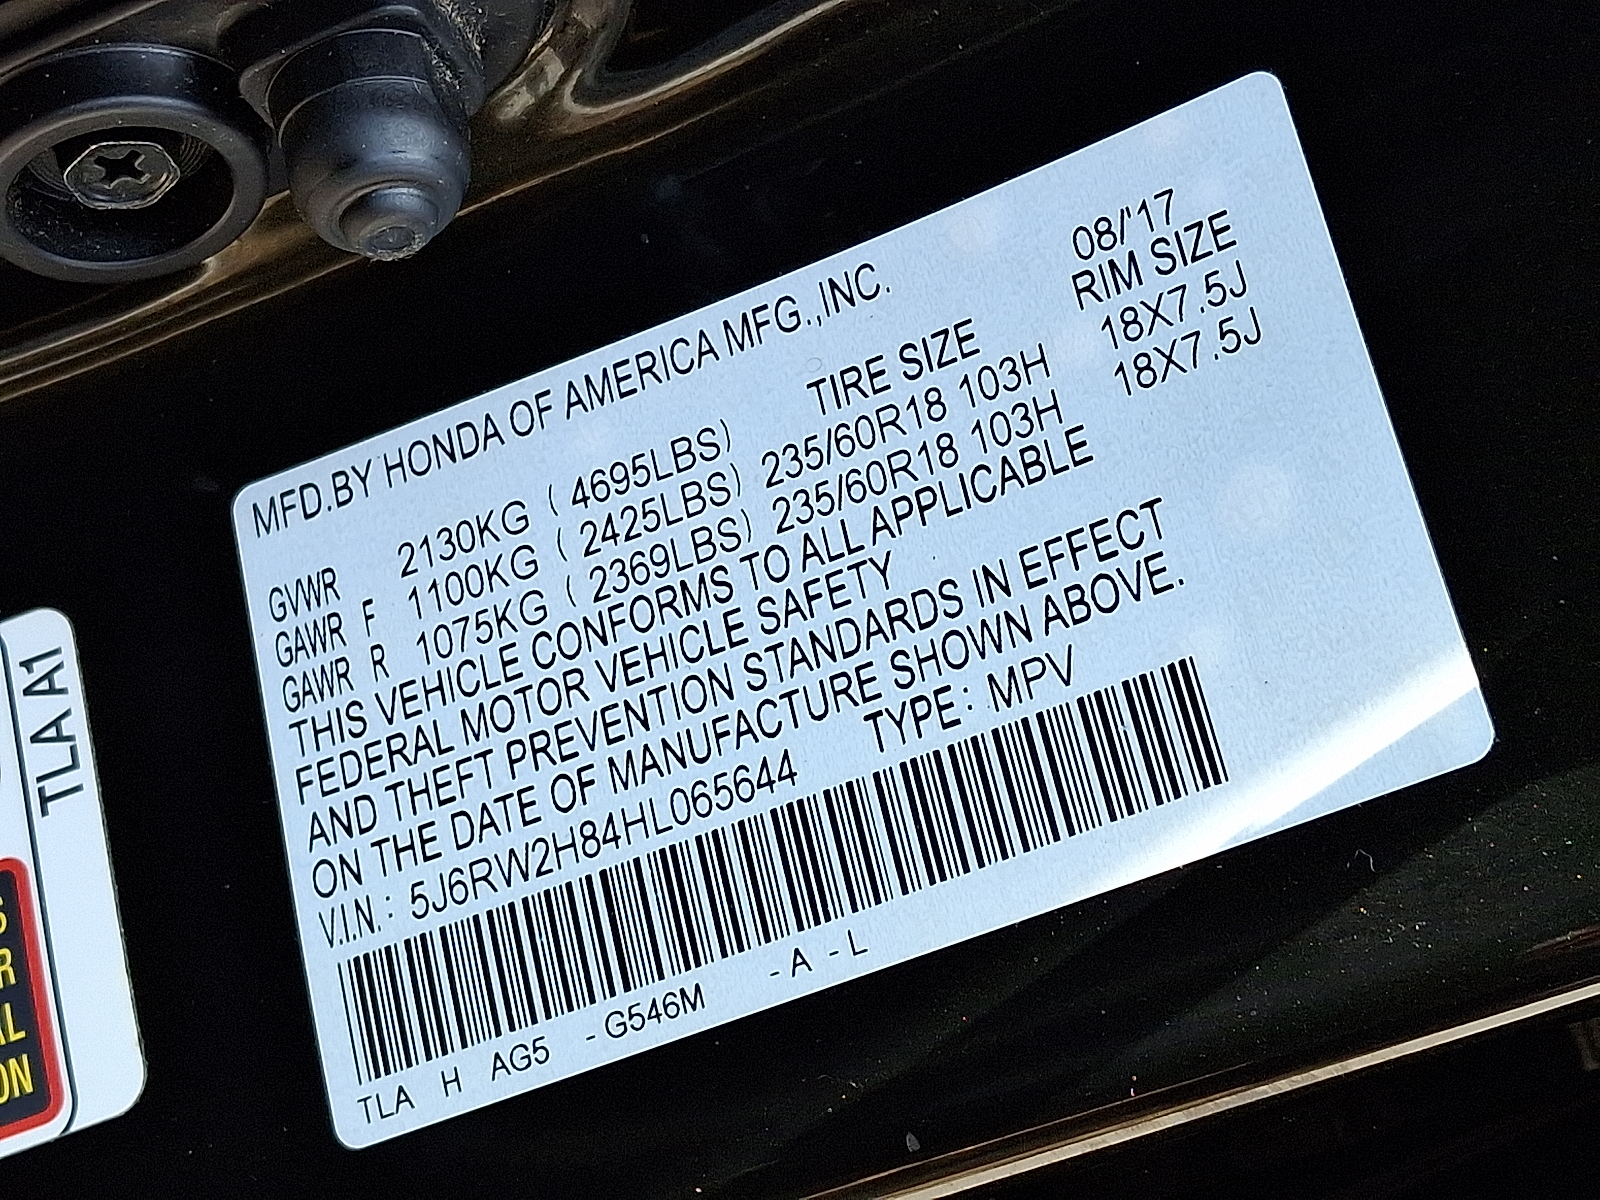 MFD.BY HONDA OF AMERICA MFG.,INC. 08/'17
TIRE SIZE RIM SIZE
GVWR 2130KG ( 4695LBS)
GAWR F 1100KG ( 2425LBS) 235/60R18 103H 18X7.5J
GAWR R 1075KG ( 2369LBS) 235/60R18 103H 18X7.5J
THIS VEHICLE CONFORMS TO ALL APPLICABLE
FEDERAL MOTOR VEHICLE SAFETY
AND THEFT PREVENTION STANDARDS IN EFFECT
ON THE DATE OF MANUFACTURE SHOWN ABOVE.
V.I.N.: 5J6RW2H84HL065644 TYPE: MPV
TLA H AG5 -G546M -A -L
TLA A1
ON